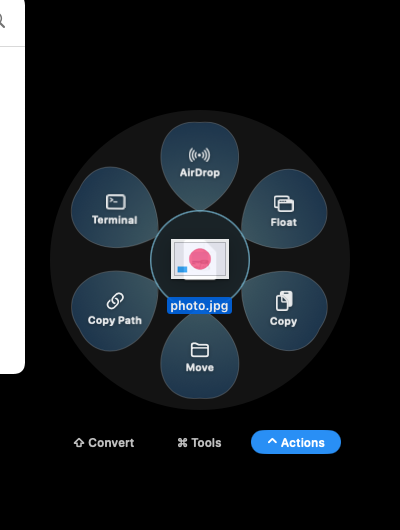 AirDrop
Terminal
Float
photo.jpg
Copy Path
Copy
Move
⇧ Convert
⌘ Tools
⌃ Actions